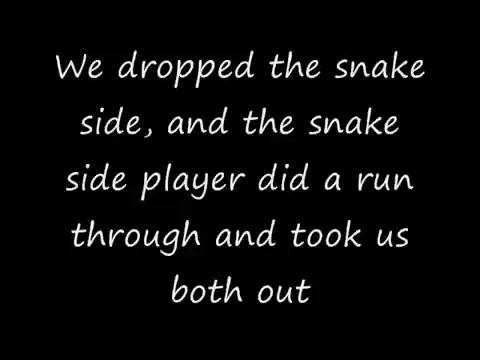 We dropped the snake
side, and the snake
side player did a run
through and took us
both out